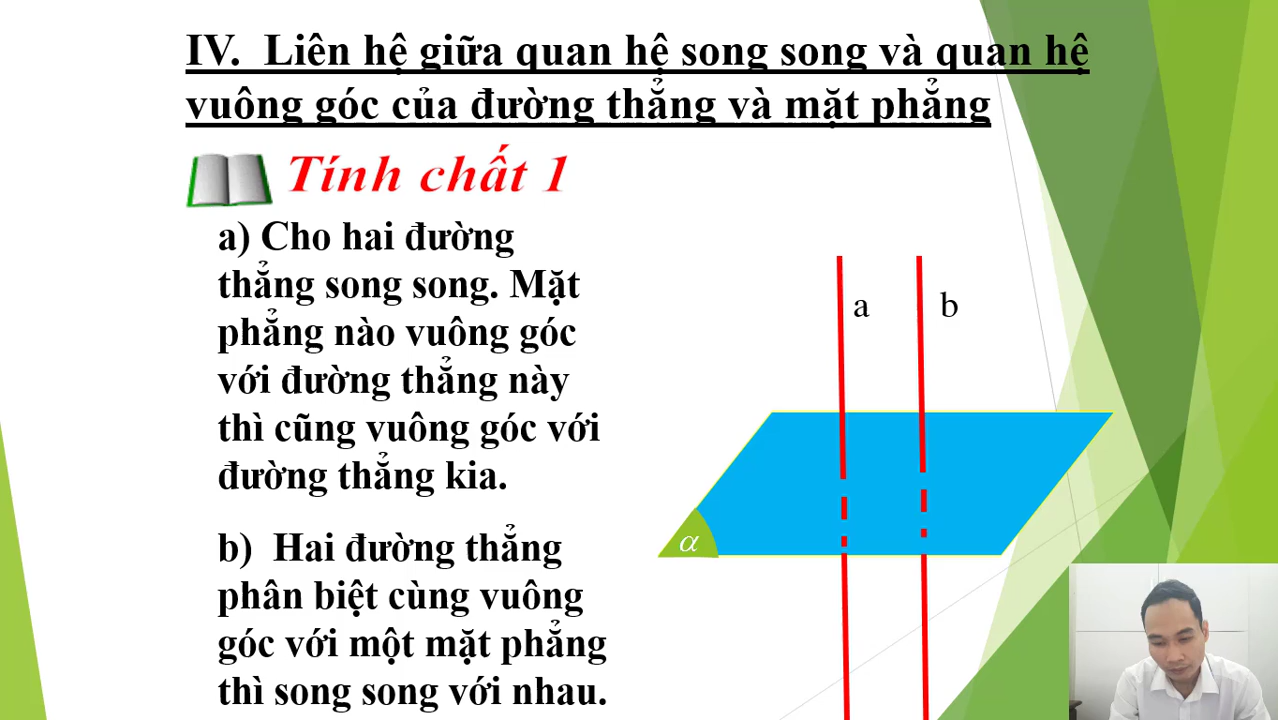 IV.  Liên hệ giữa quan hệ song song và quan hệ
vuông góc của đường thẳng và mặt phẳng
Tính chất 1
a) Cho hai đường
thẳng song song. Mặt
phẳng nào vuông góc
với đường thẳng này
thì cũng vuông góc với
đường thẳng kia.
b)  Hai đường thẳng
phân biệt cùng vuông
góc với một mặt phẳng
thì song song với nhau.
a
b
α